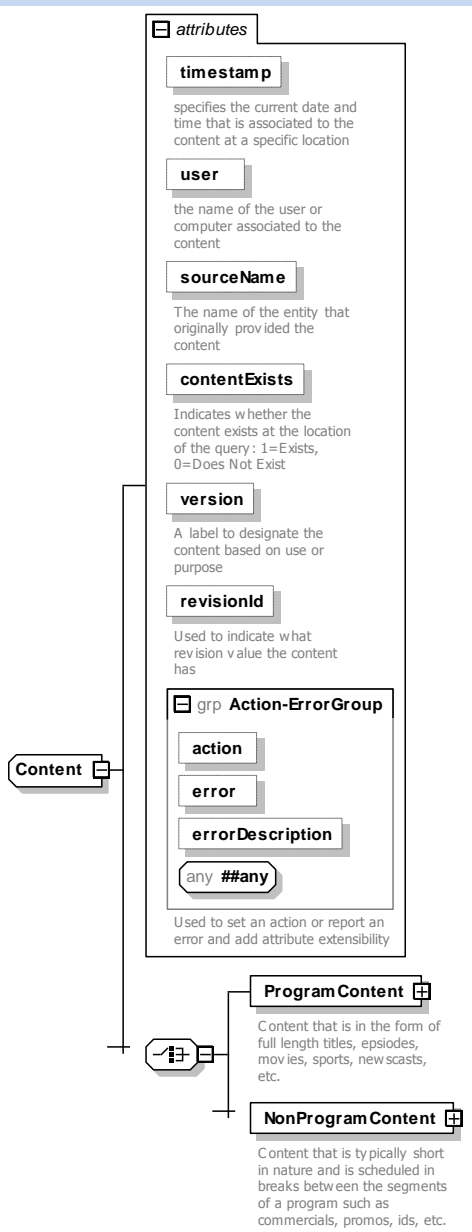 attributes
timestamp
specifies the current date and
time that is associated to the
content at a specific location
user
the name of the user or
computer associated to the
content
sourceName
The name of the entity that
originally provided the
content
contentExists
Indicates whether the
content exists at the location
of the query: 1=Exists,
0=Does Not Exist
version
A label to designate the
content based on use or
purpose
revisionId
Used to indicate what
revision value the content
has
grp Action-ErrorGroup
action
error
errorDescription
any ##any
Used to set an action or report an
error and add attribute extensibility
Content
ProgramContent
Content that is in the form of
full length titles, epsiodes,
movies, sports, newscasts,
etc.
NonProgramContent
Content that is typically short
in nature and is scheduled in
breaks between the segments
of a program such as
commercials, promos, ids, etc.